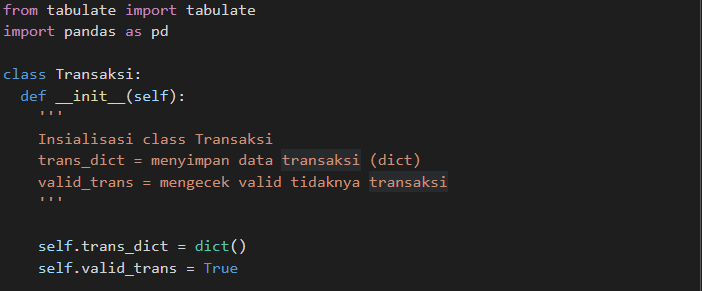 from tabulate import tabulate
import pandas as pd
class Transaksi:
def __init__(self):
'''
Insialisasi class Transaksi
trans_dict = menyimpan data transaksi (dict)
valid_trans = mengecek valid tidaknya transaksi
'''
self.trans_dict = dict()
self.valid_trans = True